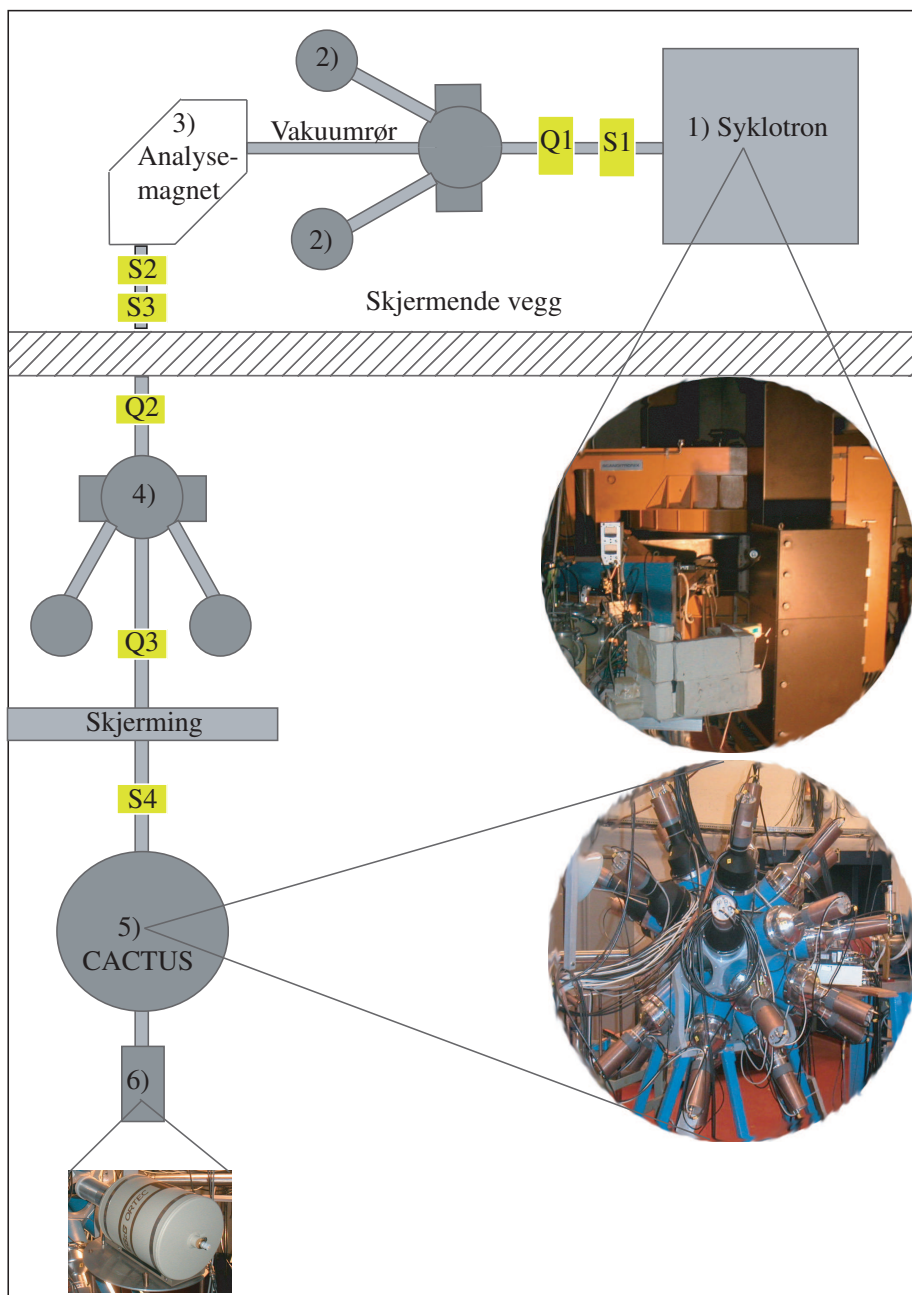 2)
3)
Analyse-
magnet
Vakuumrør
Q1
S1
1) Syklotron
2)
S2
S3
Skjermende vegg
Q2
4)
Q3
Skjerming
S4
5)
CACTUS
6)
ORTEC